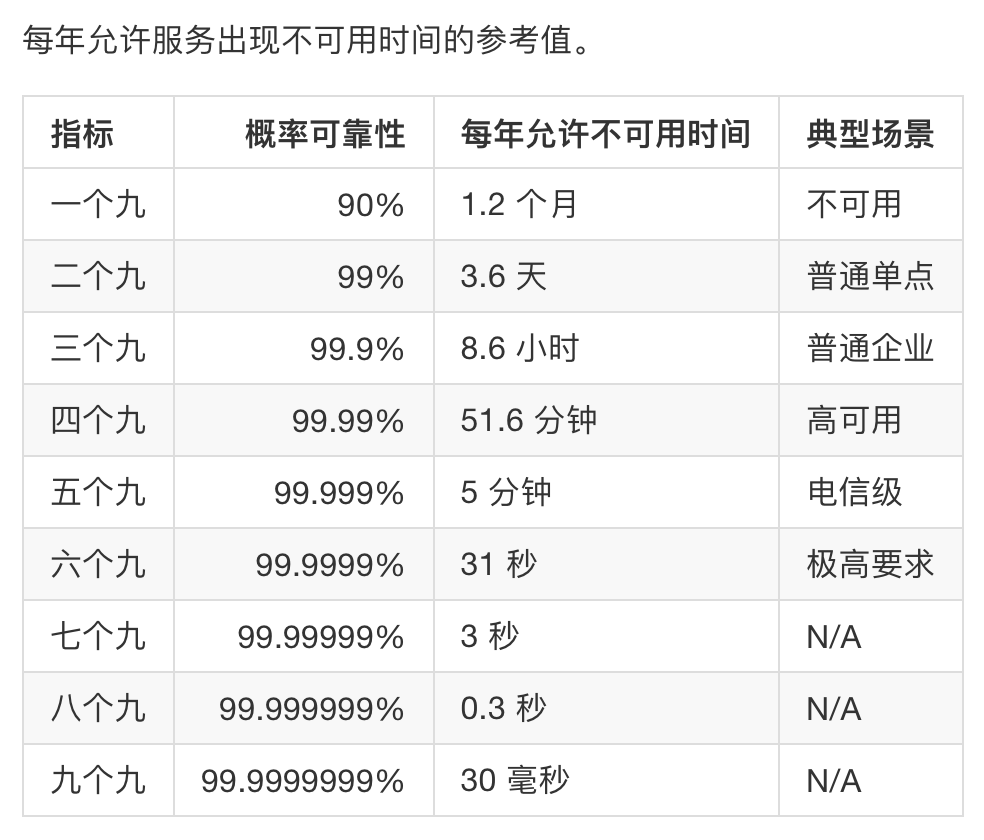 每年允许服务出现不可用时间的参考值。
指标 概率可靠性 每年允许不可用时间 典型场景
一个九 90% 1.2 个月 不可用
二个九 99% 3.6 天 普通单点
三个九 99.9% 8.6 小时 普通企业
四个九 99.99% 51.6 分钟 高可用
五个九 99.999% 5 分钟 电信级
六个九 99.9999% 31 秒 极高要求
七个九 99.99999% 3 秒 N/A
八个九 99.999999% 0.3 秒 N/A
九个九 99.9999999% 30 毫秒 N/A